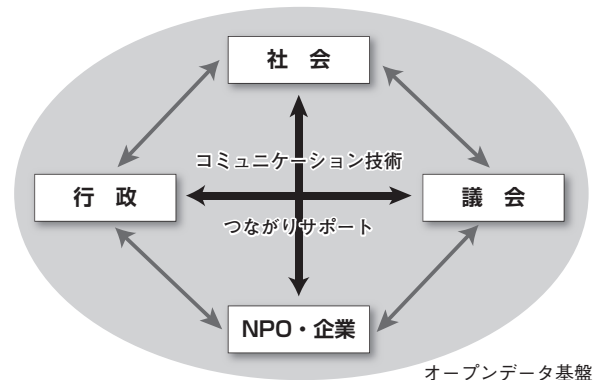 社 会
コミュニケーション技術
行 政
議 会
つながりサポート
NPO・企業
オープンデータ基盤